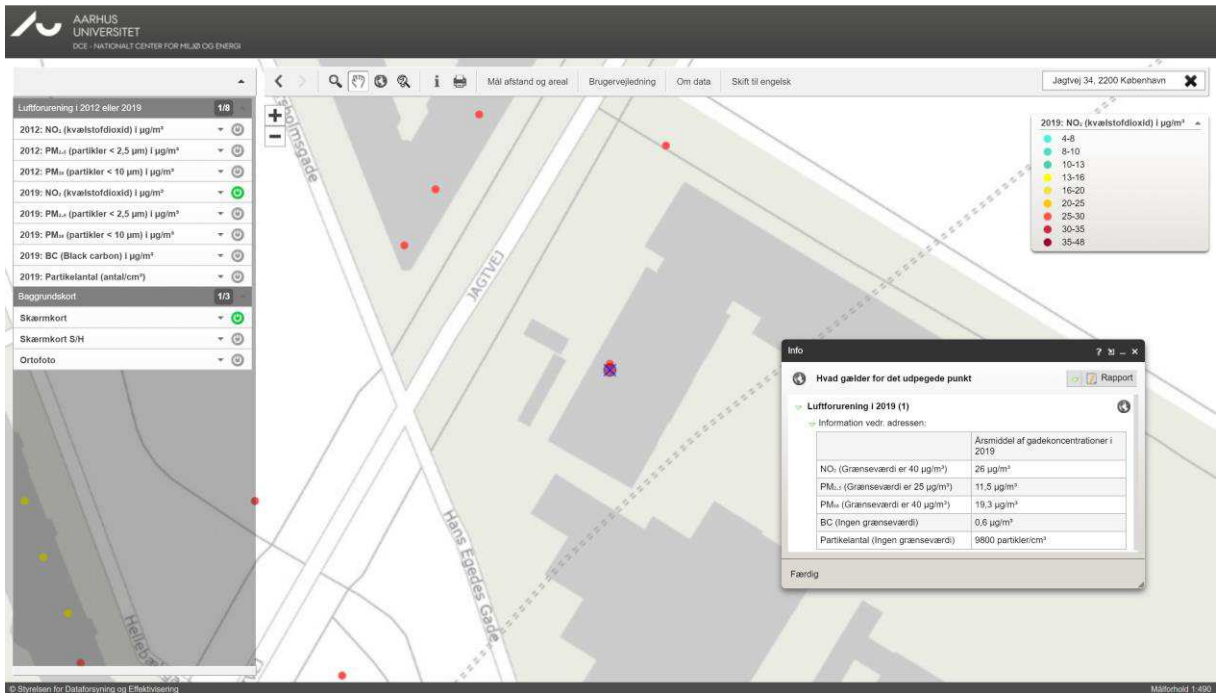 AARHUS
UNIVERSITET
DCE - NATIONALT CENTER FOR MILJØ OG ENERGI
Mål afstand og areal
Brugervejledning
Om data
Skift til engelsk
Jagtvej 34, 2200 København
Luftforurening i 2012 eller 2019 1/8
2012: NO₂ (kvælstofdioxid) i µg/m³
2012: PM₂.₅ (partikler < 2,5 µm) i µg/m³
2012: PM₁₀ (partikler < 10 µm) i µg/m³
2019: NO₂ (kvælstofdioxid) i µg/m³
2019: PM₂.₅ (partikler < 2,5 µm) i µg/m³
2019: PM₁₀ (partikler < 10 µm) i µg/m³
2019: BC (Black carbon) i µg/m³
2019: Partikelantal (antal/cm³)
Baggrundskort 1/3
Skærmkort
Skærmkort S/H
Ortofoto
JAGTVEJ
Hans Egedes Gade
2019: NO₂ (kvælstofdioxid) i µg/m³
4-8
8-10
10-13
13-16
16-20
20-25
25-30
30-35
35-48
Info
Hvad gælder for det udpegede punkt
Rapport
Luftforurening i 2019 (1)
Information vedr. adressen:
Årsmiddel af gadekoncentrationer i
2019
NO₂ (Grænseværdi er 40 µg/m³) 26 µg/m³
PM₂.₅ (Grænseværdi er 25 µg/m³) 11,5 µg/m³
PM₁₀ (Grænseværdi er 40 µg/m³) 19,3 µg/m³
BC (Ingen grænseværdi) 0,6 µg/m³
Partikelantal (Ingen grænseværdi) 9800 partikler/cm³
Færdig
© Styrelsen for Dataforsyning og Effektivisering
Målforhold 1:490